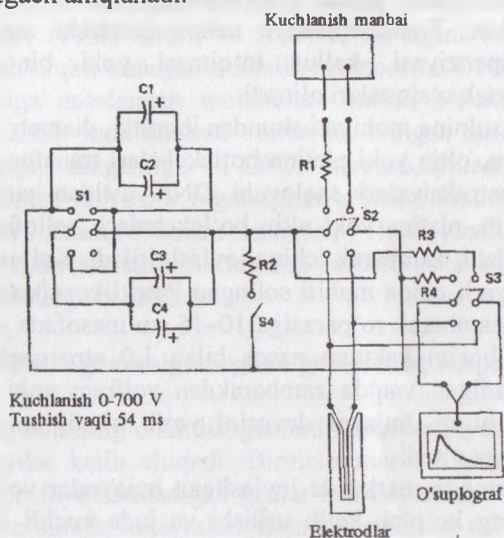 Kuchlanish manbai
C1
R1
C2
S1
S2
R3
C3
R2
R4
S3
C4
S4
Kuchlanish 0-700 V
Tushish vaqti 54 ms
O'suplograf
Elektrodlar